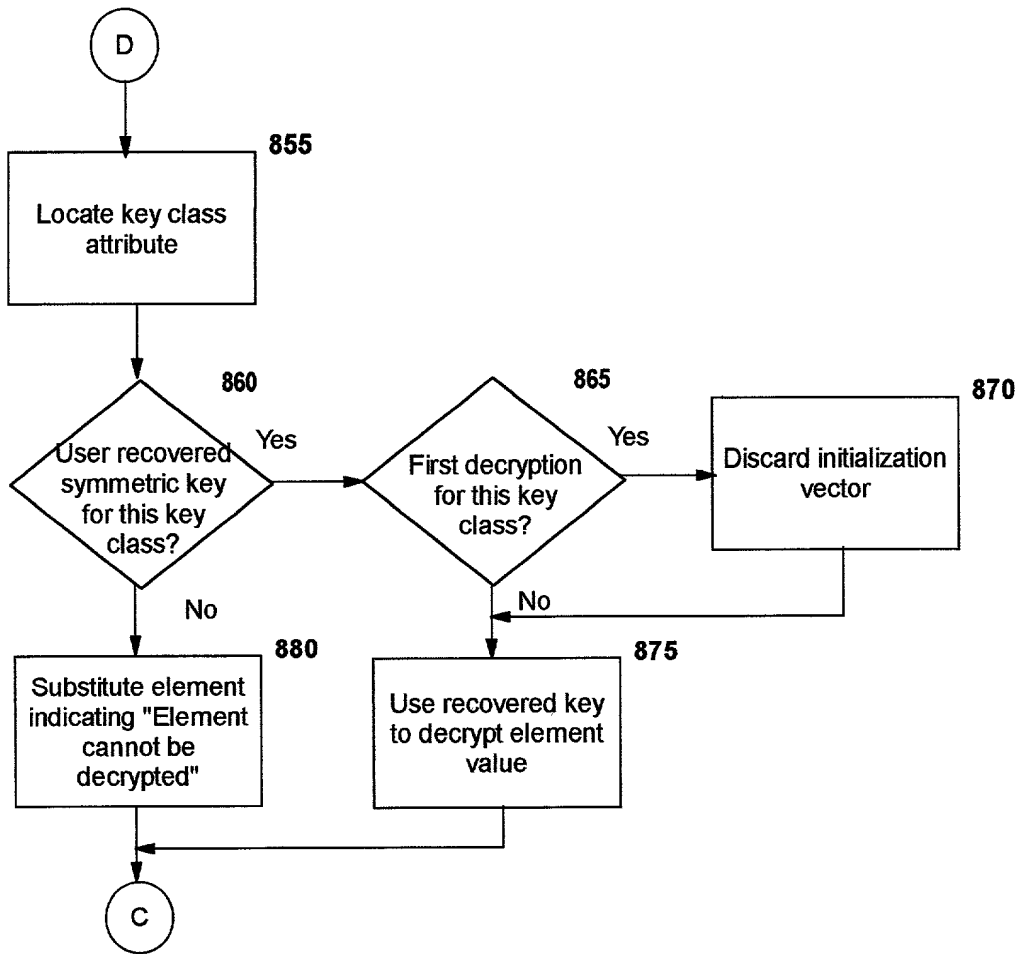 D
855
Locate key class
attribute
860
User recovered
symmetric key
for this key
class?
Yes
865
First decryption
for this key
class?
Yes
870
Discard initialization
vector
No
No
880
Substitute element
indicating "Element
cannot be
decrypted"
875
Use recovered key
to decrypt element
value
C